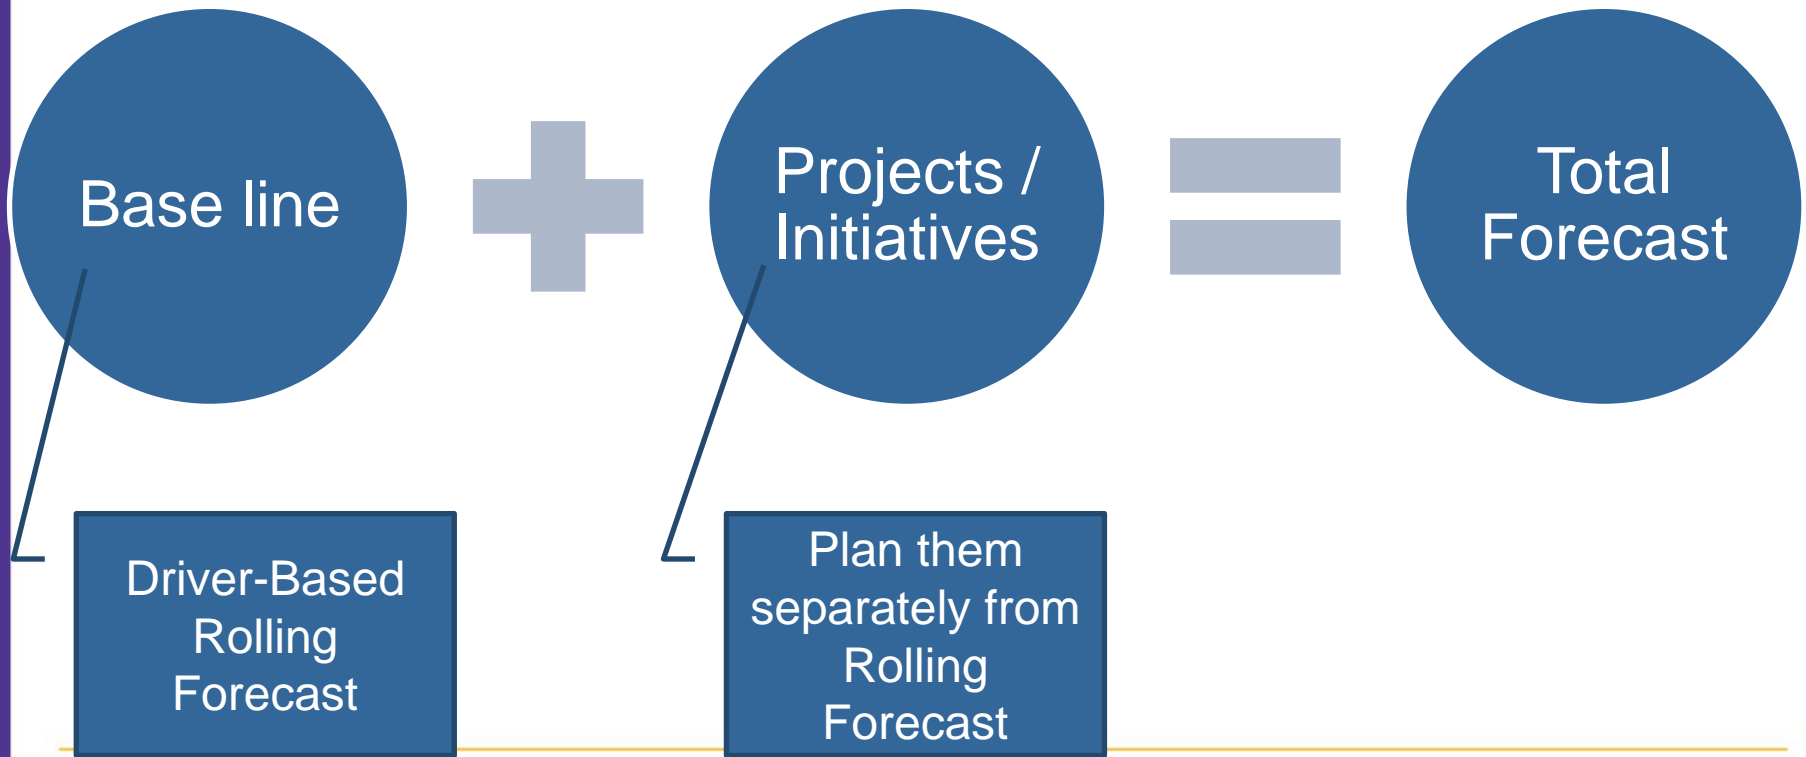 Base line
Projects /
Initiatives
Total
Forecast
Driver-Based
Rolling
Forecast
Plan them
separately from
Rolling
Forecast